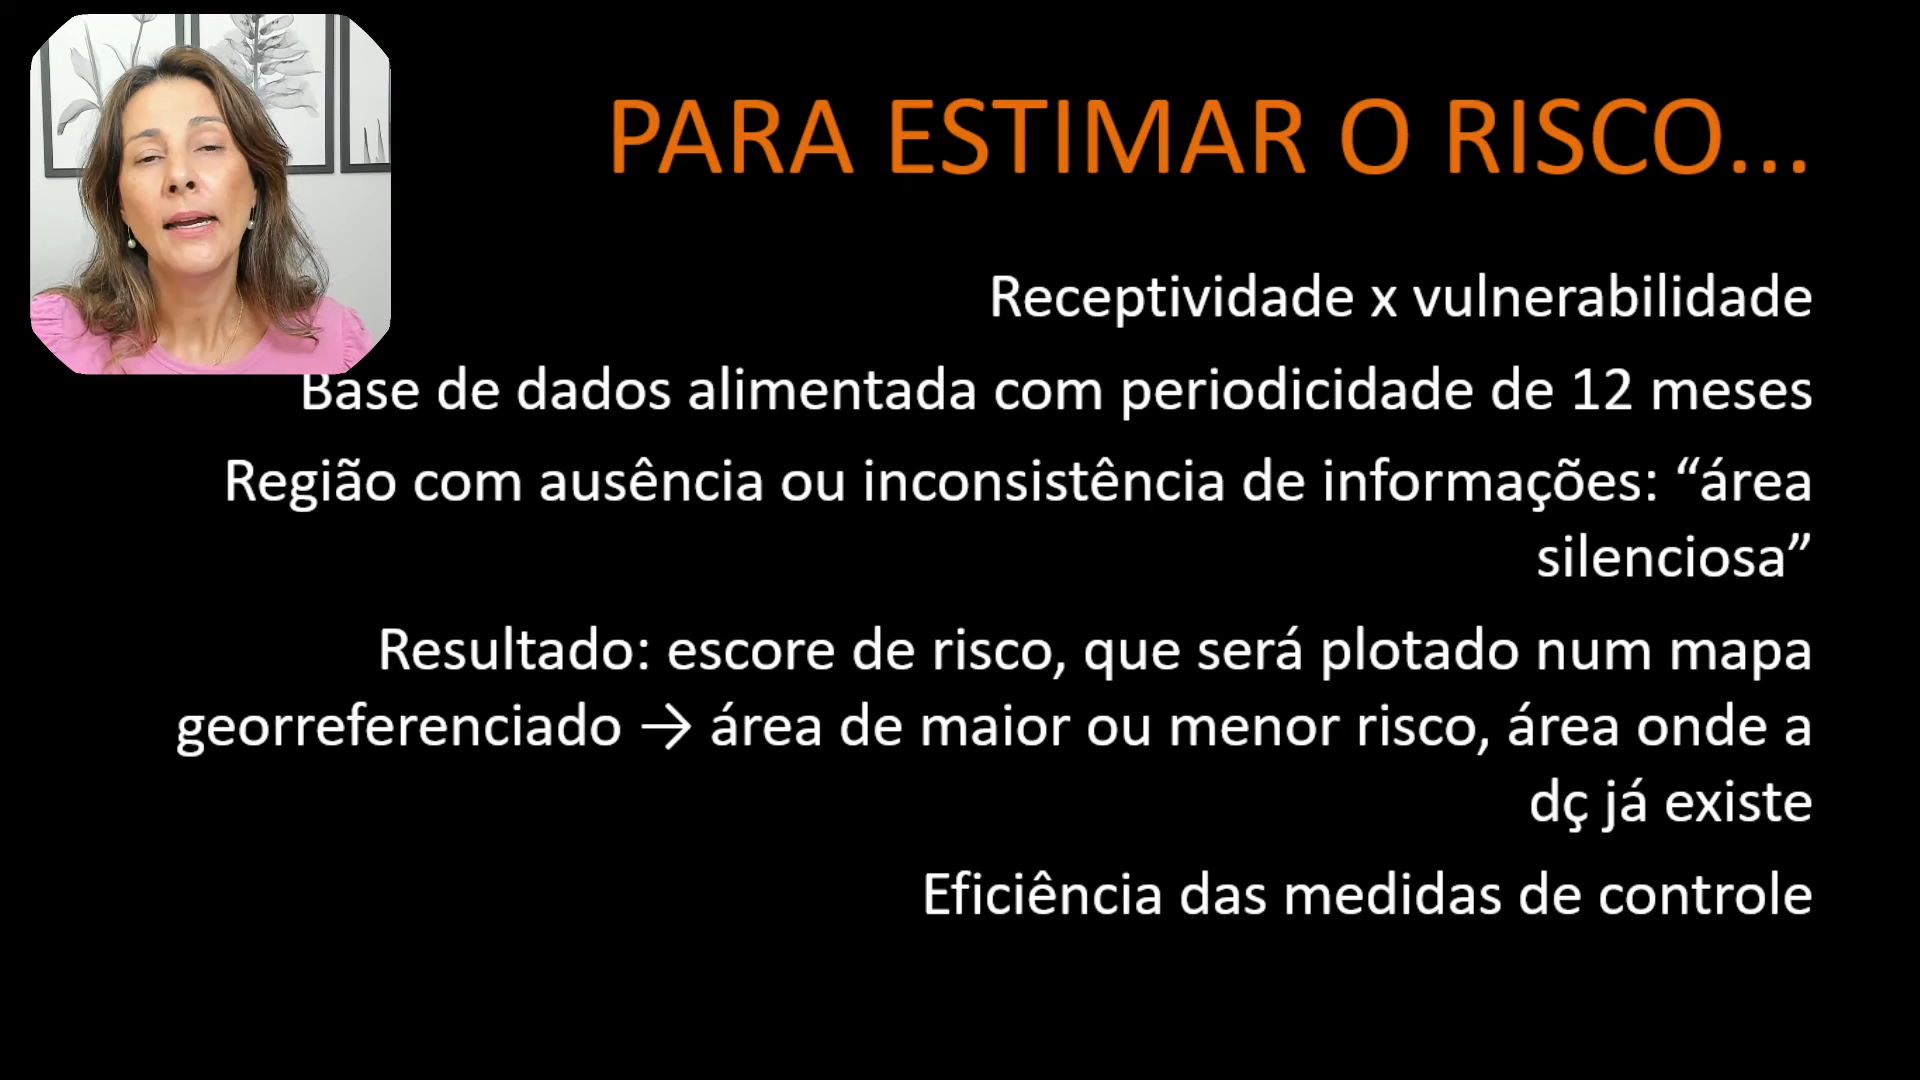 PARA ESTIMAR O RISCO...
Receptividade x vulnerabilidade
Base de dados alimentada com periodicidade de 12 meses
Região com ausência ou inconsistência de informações: “área
silenciosa”
Resultado: escore de risco, que será plotado num mapa
georreferenciado → área de maior ou menor risco, área onde a
dç já existe
Eficiência das medidas de controle